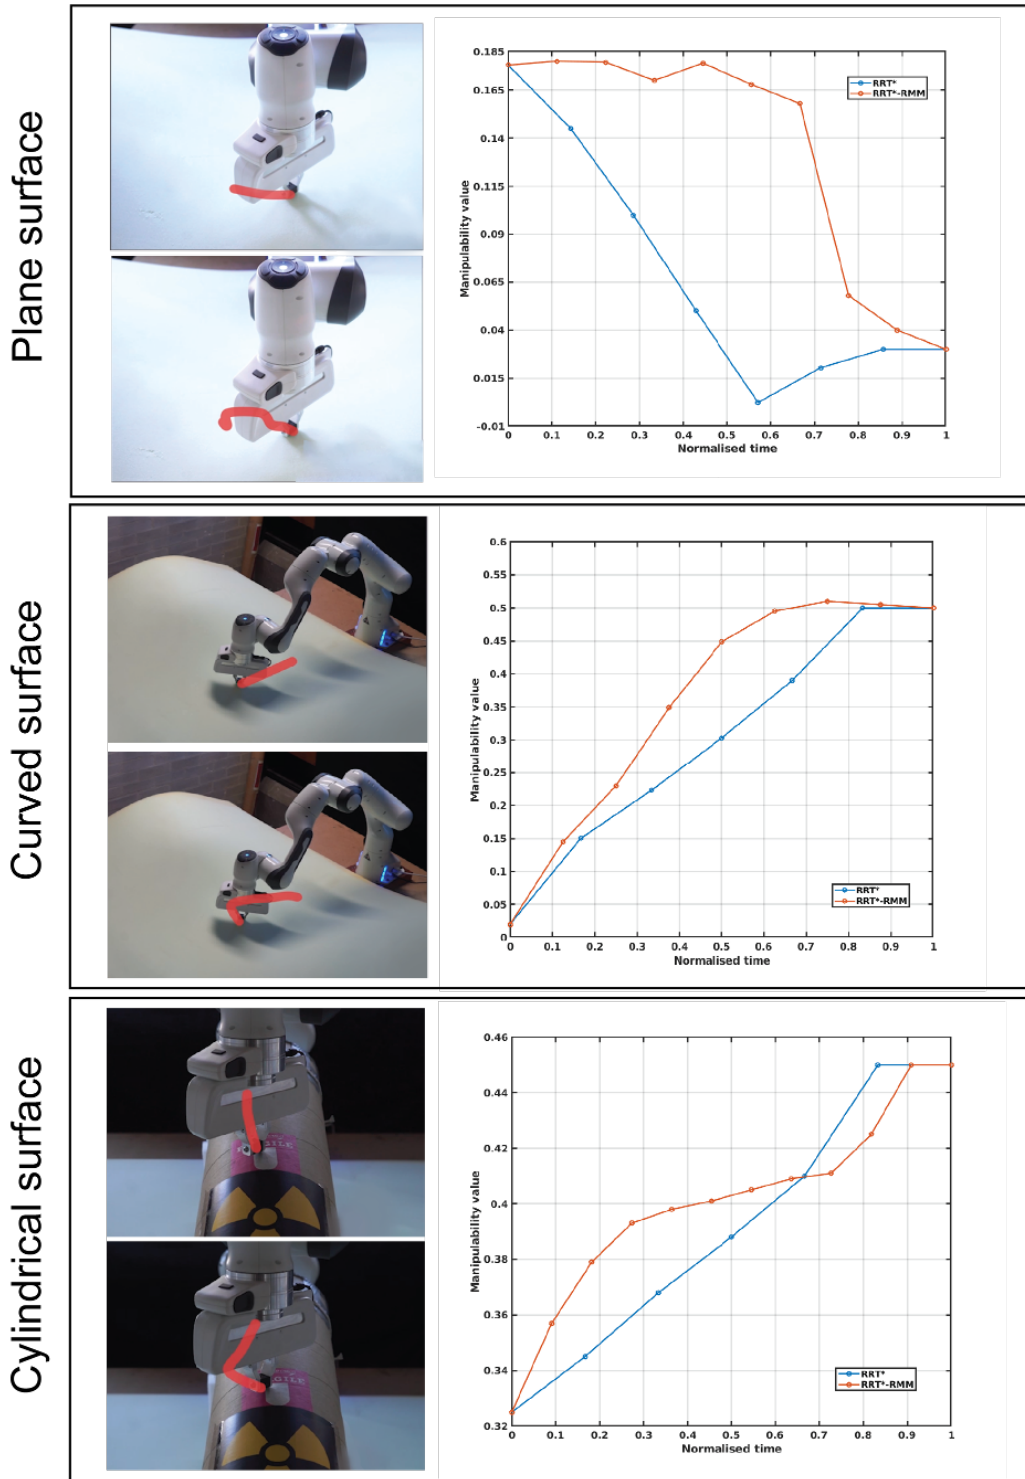 Plane surface
0.185
0.165
0.14
0.115
0.09
0.065
0.04
0.015
-0.01
Manipulability value
RRT*
RRT*-RMM
0 0.1 0.2 0.3 0.4 0.5 0.6 0.7 0.8 0.9 1
Normalised time
Curved surface
0.6
0.55
0.5
0.45
0.4
0.35
0.3
0.25
0.2
0.15
0.1
0.05
0
Manipulability value
RRT*
RRT*-RMM
0 0.1 0.2 0.3 0.4 0.5 0.6 0.7 0.8 0.9 1
Normalised time
Cylindrical surface
0.46
0.44
0.42
0.4
0.38
0.36
0.34
0.32
Manipulability value
RRT*
RRT*-RMM
0 0.1 0.2 0.3 0.4 0.5 0.6 0.7 0.8 0.9 1
Normalised time